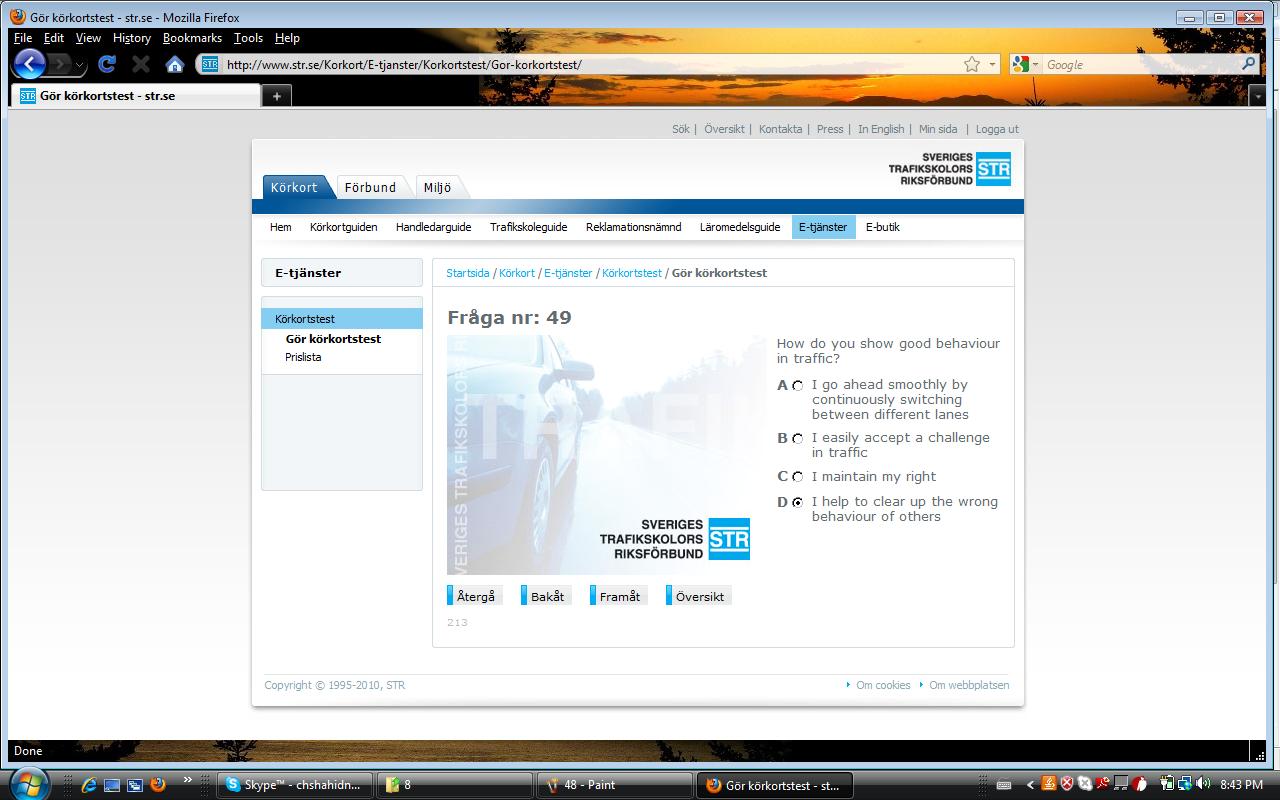 Gör körkortstest - str.se - Mozilla Firefox
File Edit View History Bookmarks Tools Help
STR http://www.str.se/Korkort/E-tjanster/Korkortstest/Gor-korkortstest/
Google
STR Gör körkortstest - str.se
Sök | Översikt | Kontakta | Press | In English | Min sida | Logga ut
SVERIGES
TRAFIKSKOLORS
RIKSFÖRBUND
STR
Körkort Förbund Miljö
Hem Körkortguiden Handledarguide Trafikskoleguide Reklamationsnämnd Läromedelsguide E-tjänster E-butik
E-tjänster
Körkortstest
Gör körkortstest
Prislista
Startsida / Körkort / E-tjänster / Körkortstest / Gör körkortstest
Fråga nr: 49
VERIGES TRAFIKSKOLORS R
TRAFIK
SVERIGES
TRAFIKSKOLORS
RIKSFÖRBUND
STR
How do you show good behaviour
in traffic?
A I go ahead smoothly by
continuously switching
between different lanes
B I easily accept a challenge
in traffic
C I maintain my right
D I help to clear up the wrong
behaviour of others
Återgå Bakåt Framåt Översikt
213
Copyright © 1995-2010, STR
Om cookies Om webbplatsen
Done
Skype™ - chshahidn... 8 48 - Paint Gör körkortstest - st... 8:43 PM